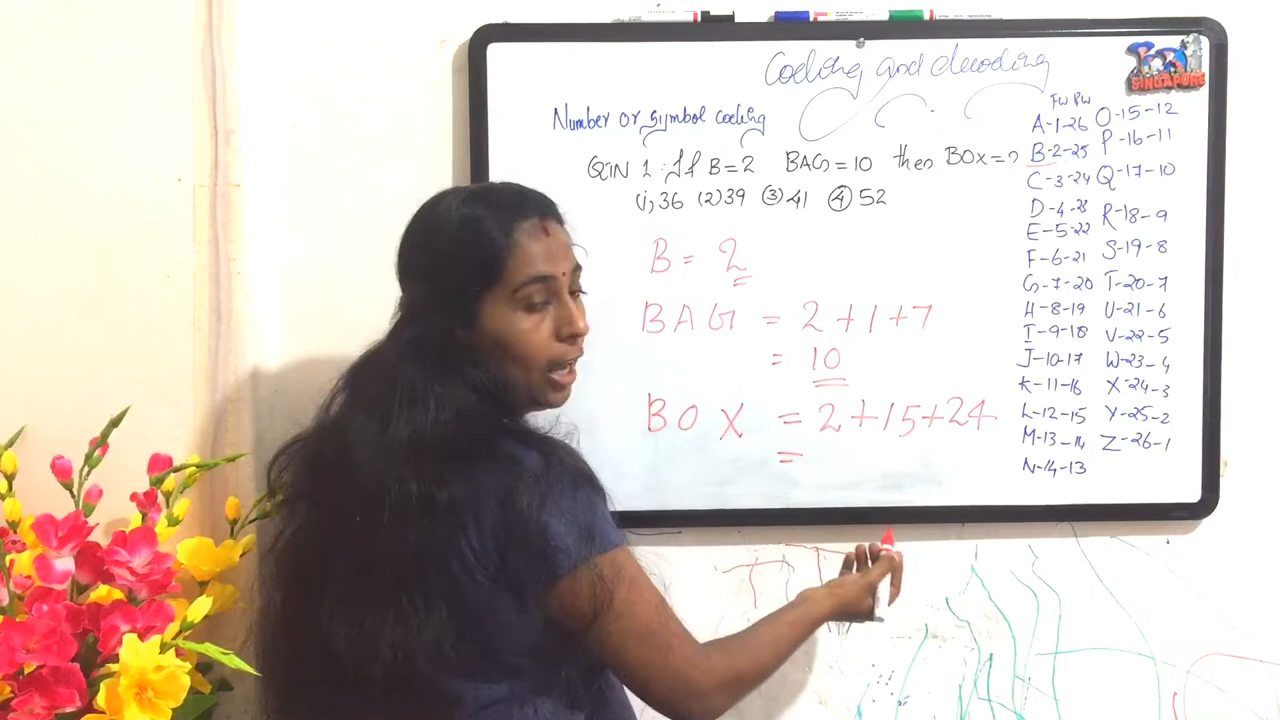 Coding and decoding
Number or symbol coding
QTN 1: If B=2 BAG=10 then BOX=?
(1) 36 (2) 39 (3) 41 (4) 52
B = 2
BAG = 2+1+7
= 10
BOX = 2+15+24
=
FW BW
A-1-26
B-2-25
C-3-24
D-4-23
E-5-22
F-6-21
G-7-20
H-8-19
I-9-18
J-10-17
K-11-16
L-12-15
M-13-14
N-14-13
O-15-12
P-16-11
Q-17-10
R-18-9
S-19-8
T-20-7
U-21-6
V-22-5
W-23-4
X-24-3
Y-25-2
Z-26-1
SINGAPORE